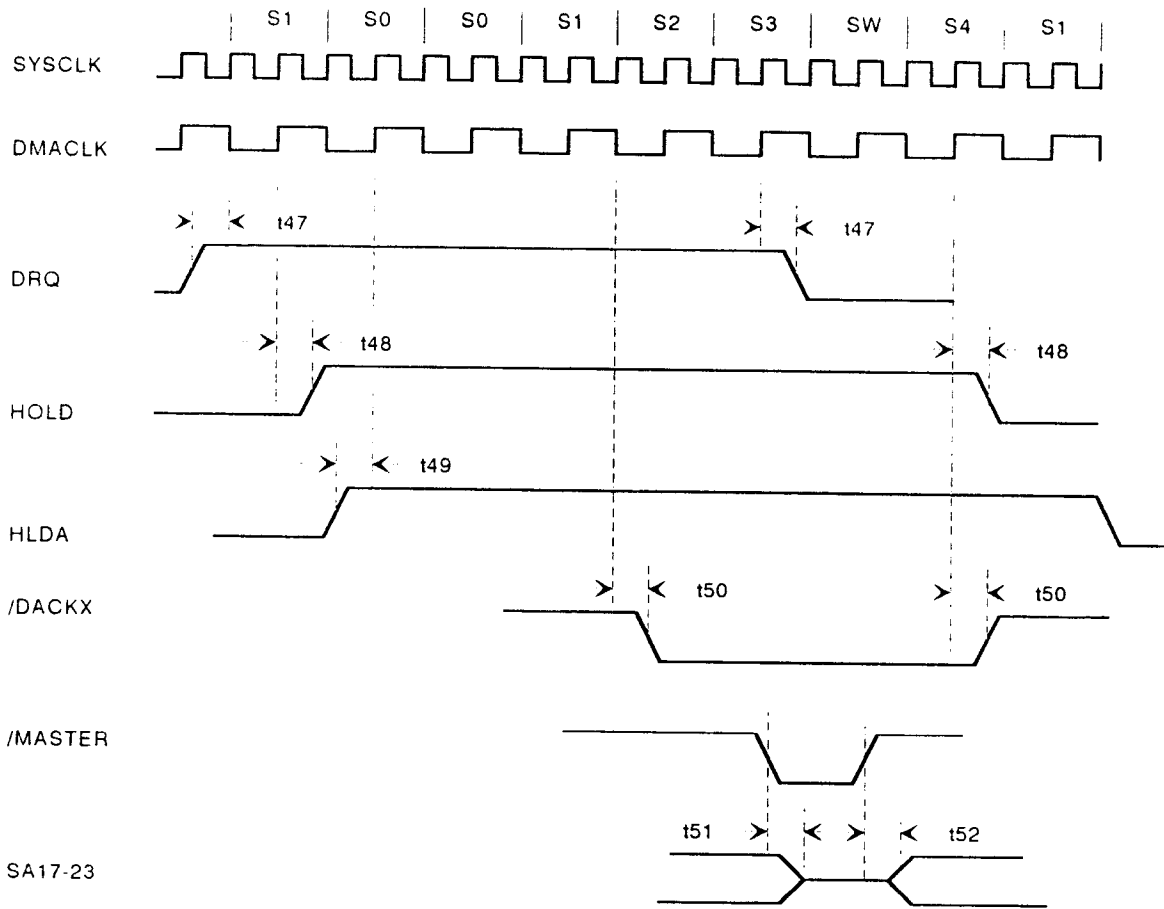 S1 S0 S0 S1 S2 S3 SW S4 S1
SYSCLK
DMACLK
t47 t47
DRQ
t48 t48
HOLD
t49
HLDA
t50 t50
/DACKX
/MASTER
t51 t52
SA17-23